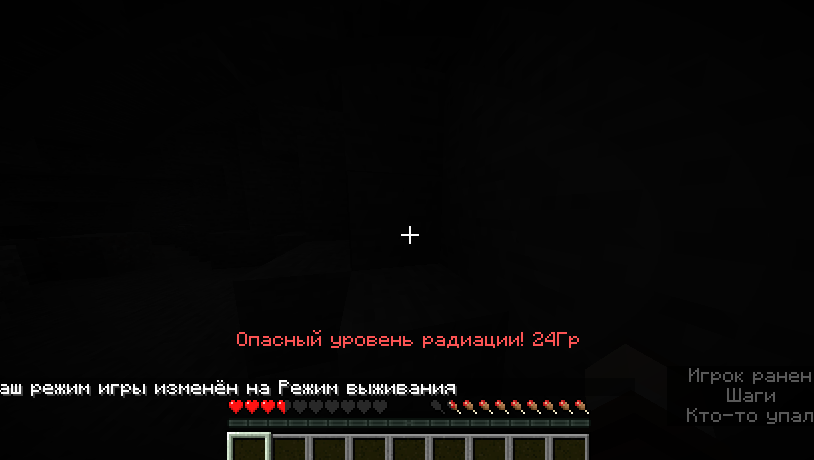 Опасный уровень радиации! 24Гр
аш режим игры изменён на Режим выживания
Игрок ранен
Шаги
Кто-то упал